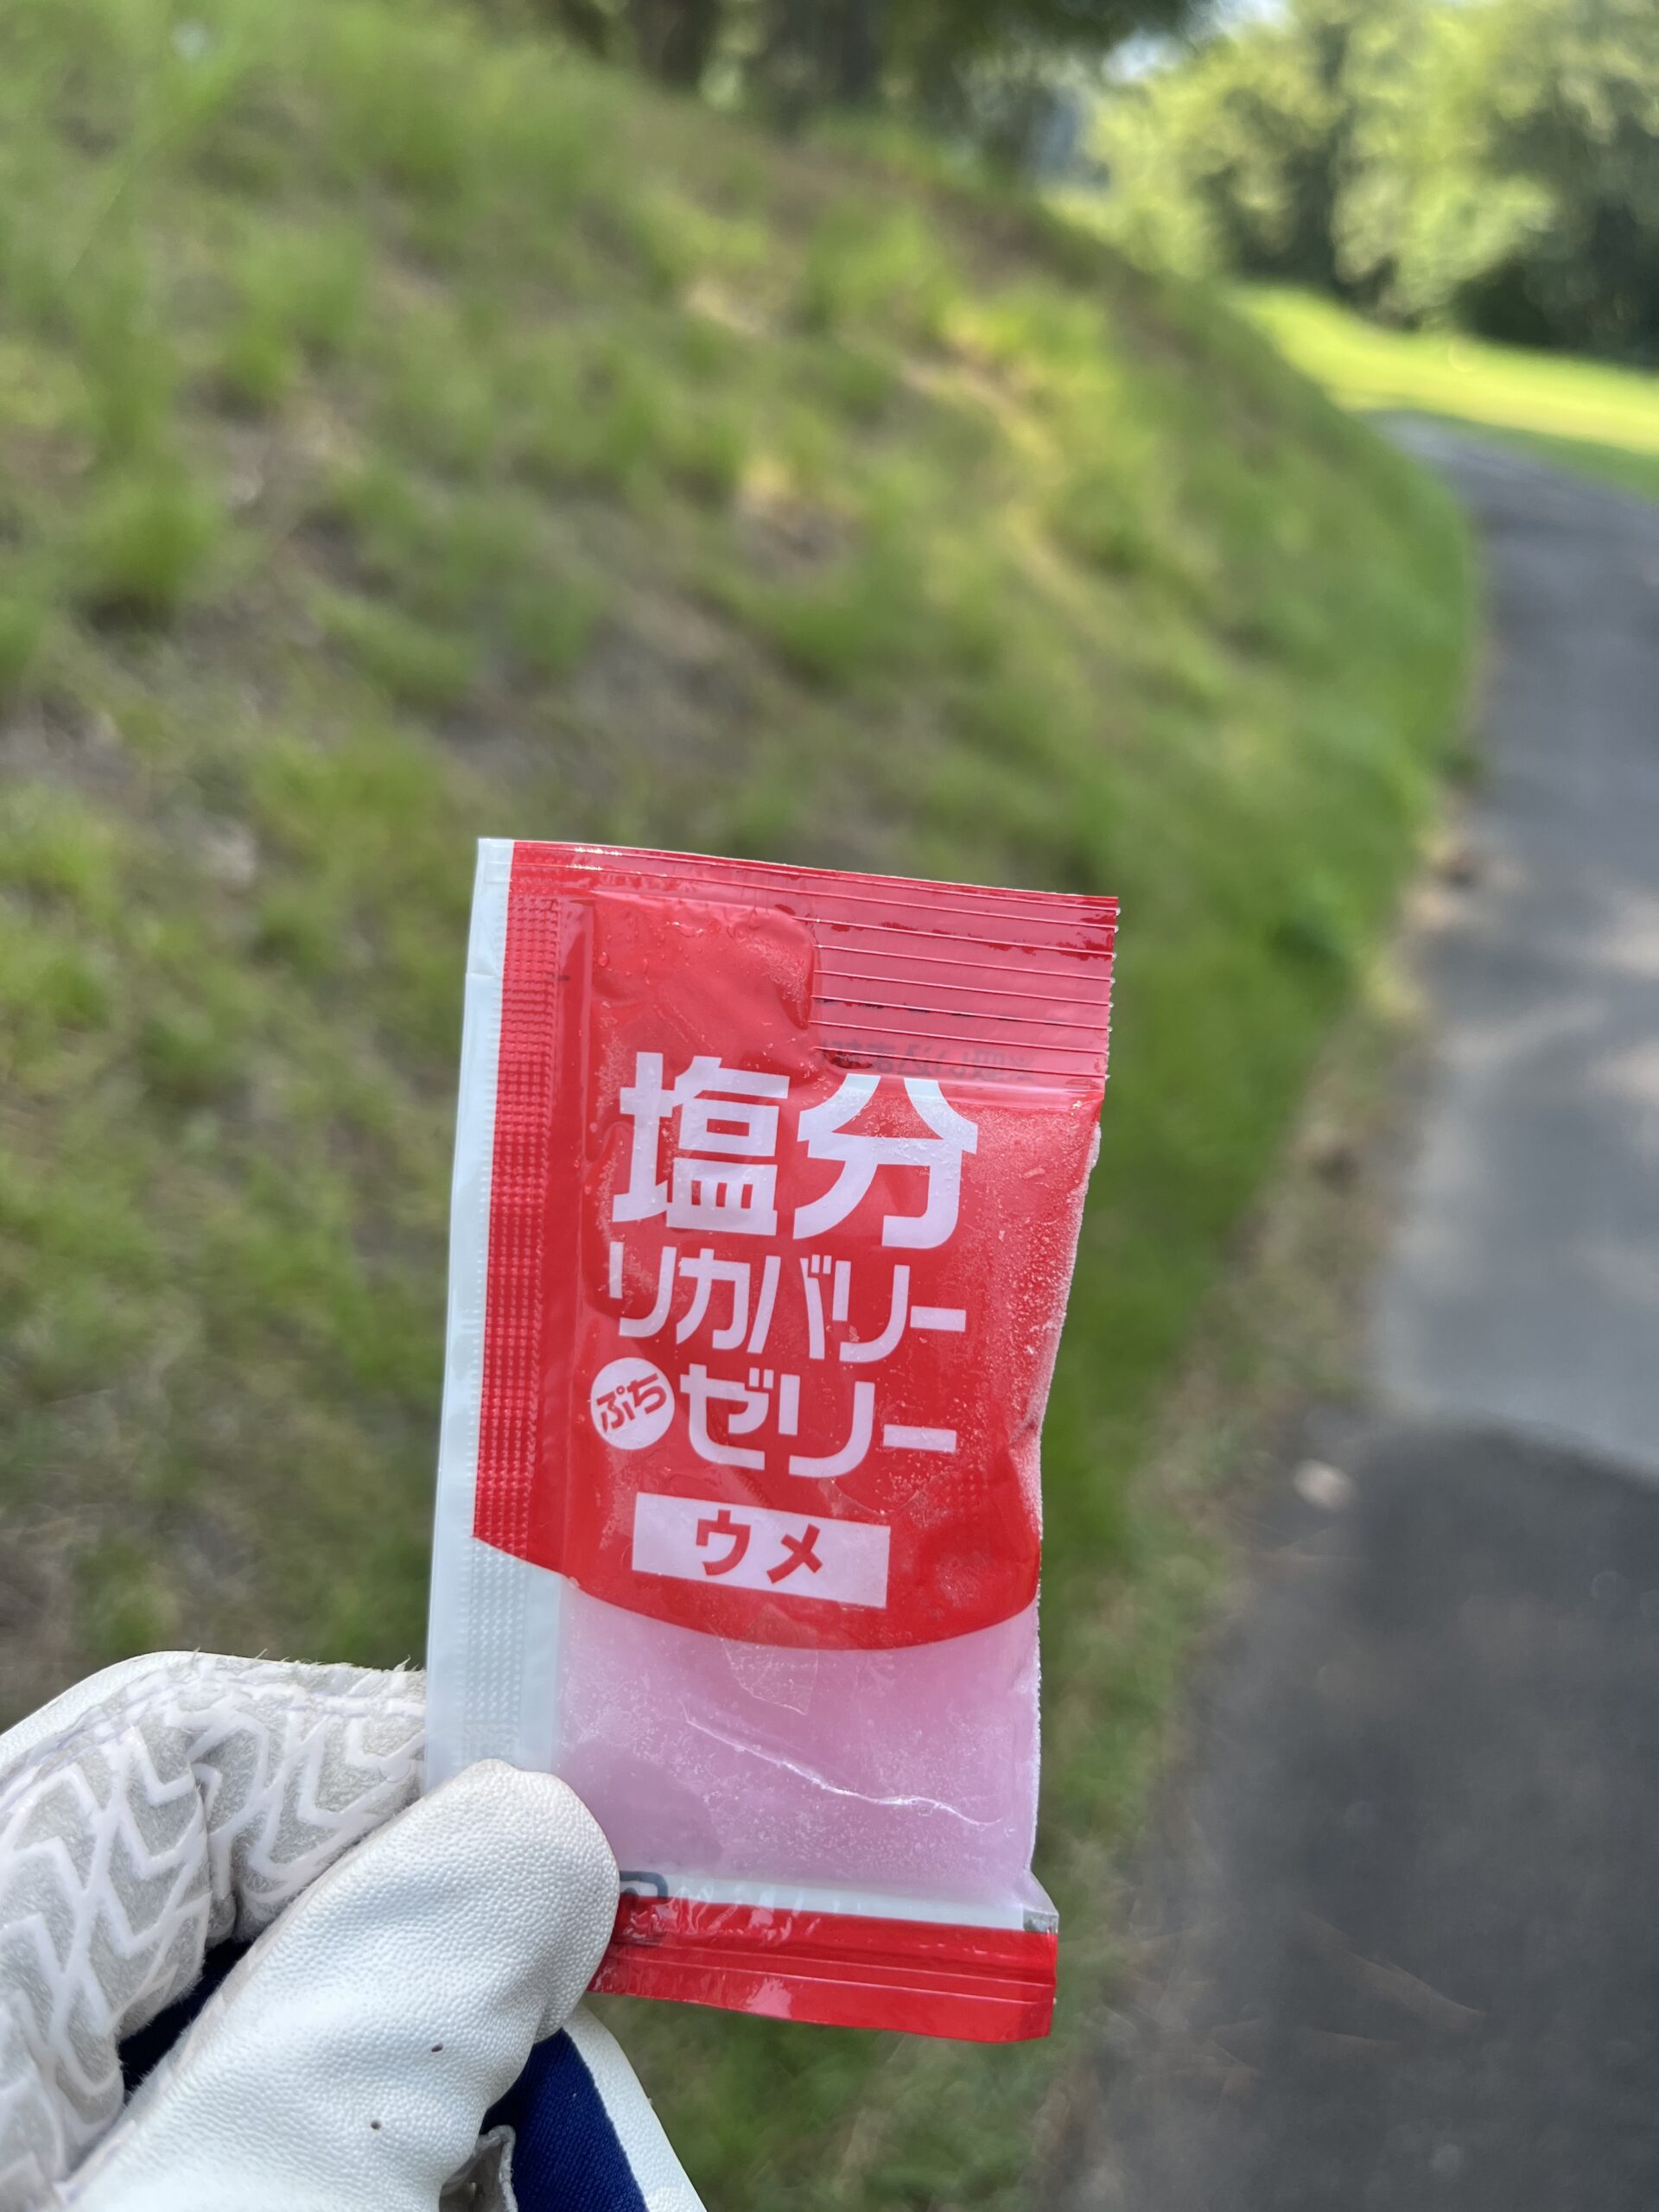 塩分
リカバリー
ぷち
ゼリー
ウメ